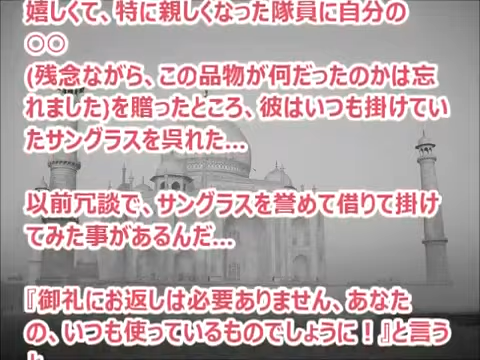 嬉しくて、特に親しくなった隊員に自分の
○○
(残念ながら、この品物が何だったのかは忘
れました)を贈ったところ、彼はいつも掛けてい
たサングラスを呉れた...
以前冗談で、サングラスを誉めて借りて掛け
てみた事があるんだ...
『御礼にお返しは必要ありません、あなた
の、いつも使っているものでしょうに！』と言う
と